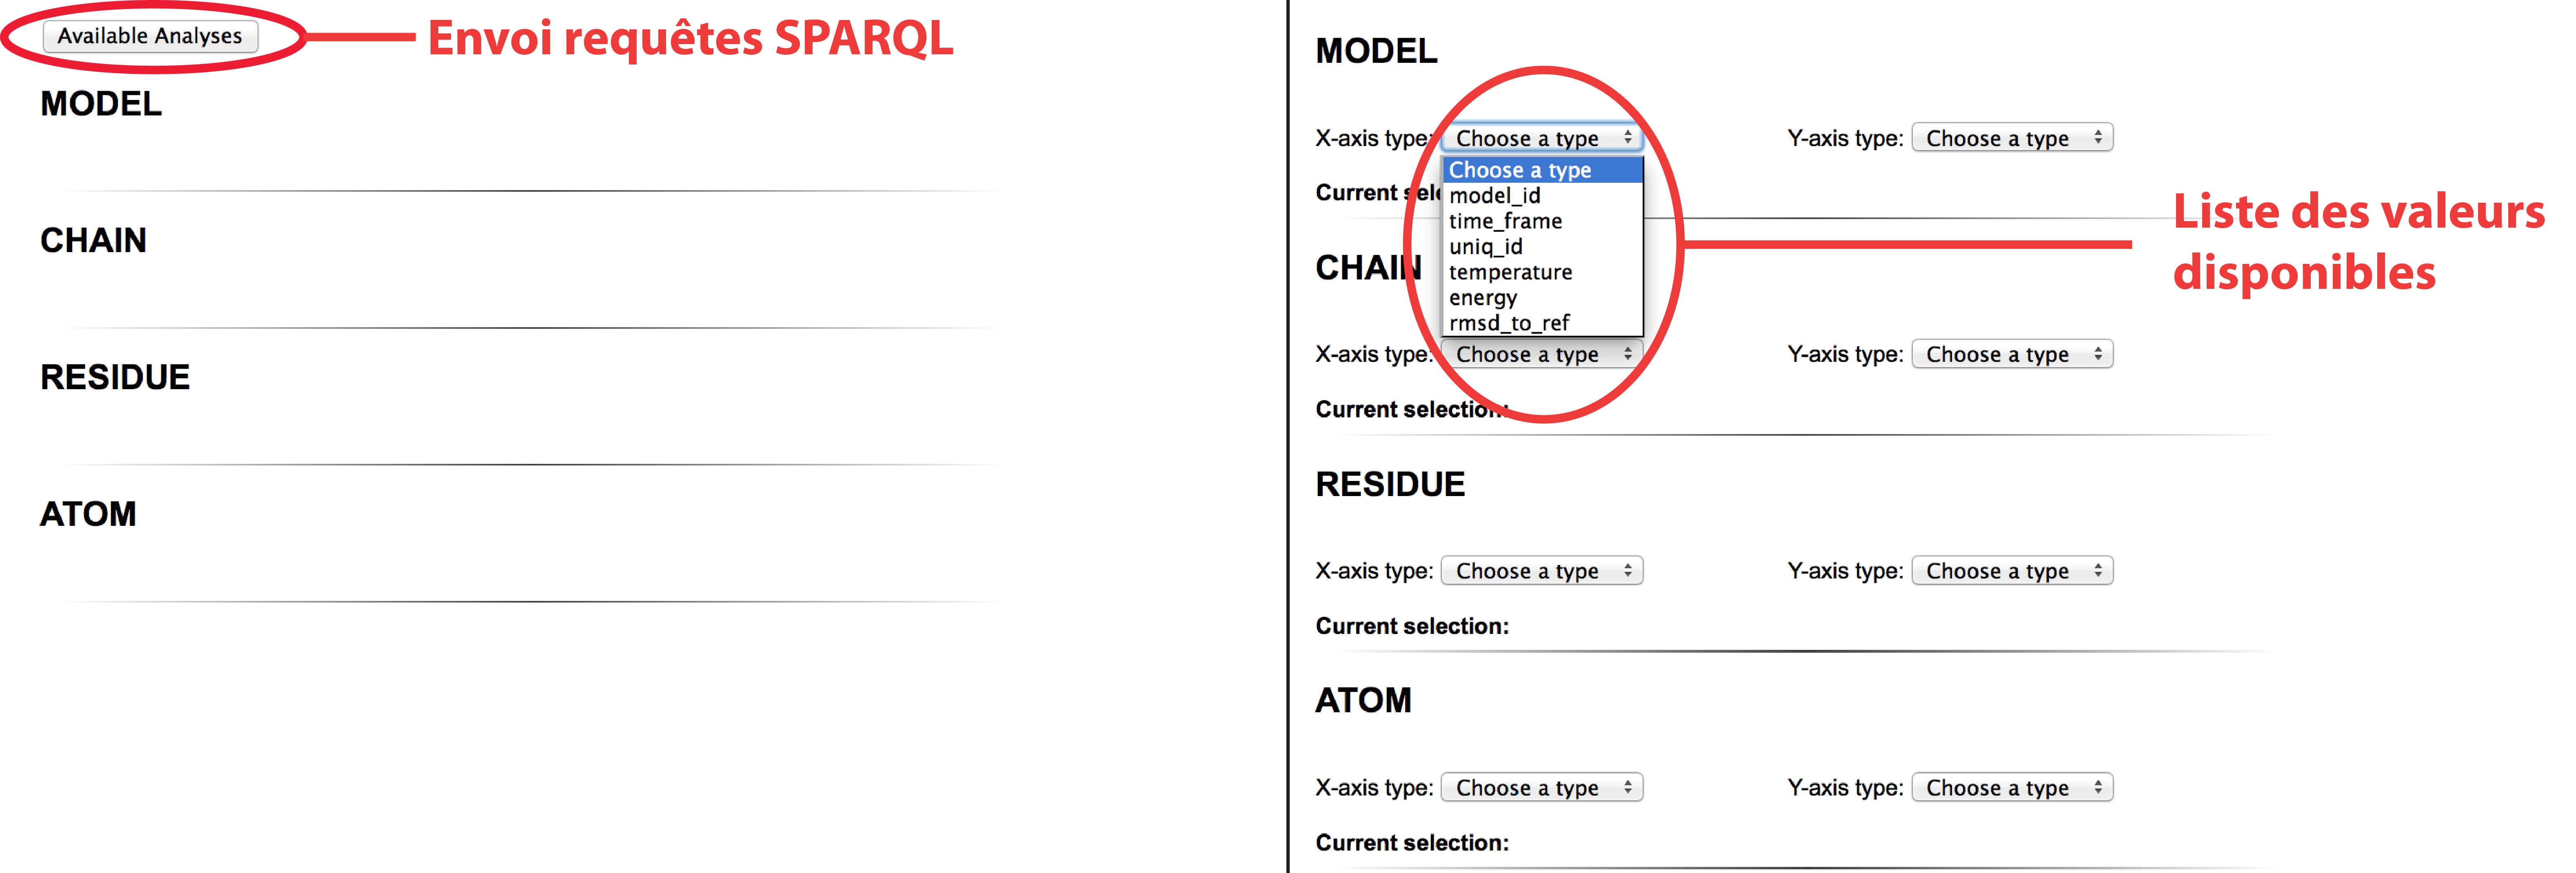 Available Analyses
Envoi requêtes SPARQL
MODEL
CHAIN
RESIDUE
ATOM
MODEL
X-axis type: Choose a type Y-axis type: Choose a type
Choose a type
model_id
time_frame
uniq_id
temperature
energy
rmsd_to_ref
Current sel
Liste des valeurs
disponibles
CHAIN
X-axis type: Choose a type Y-axis type: Choose a type
Current selection:
RESIDUE
X-axis type: Choose a type Y-axis type: Choose a type
Current selection:
ATOM
X-axis type: Choose a type Y-axis type: Choose a type
Current selection: